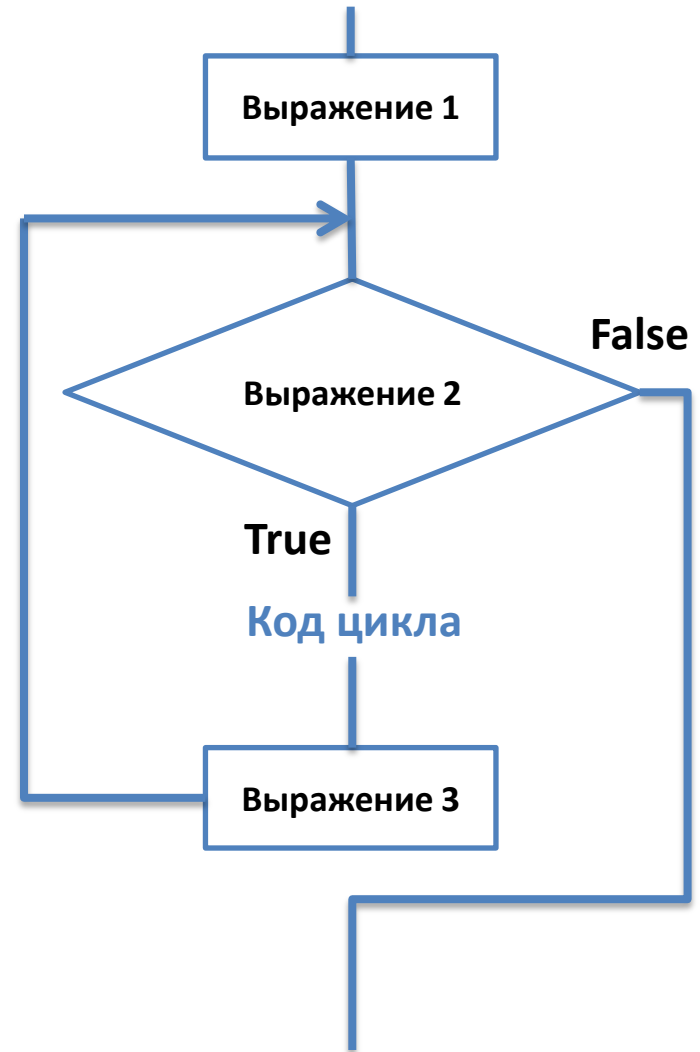 Выражение 1
False
Выражение 2
True
Код цикла
Выражение 3